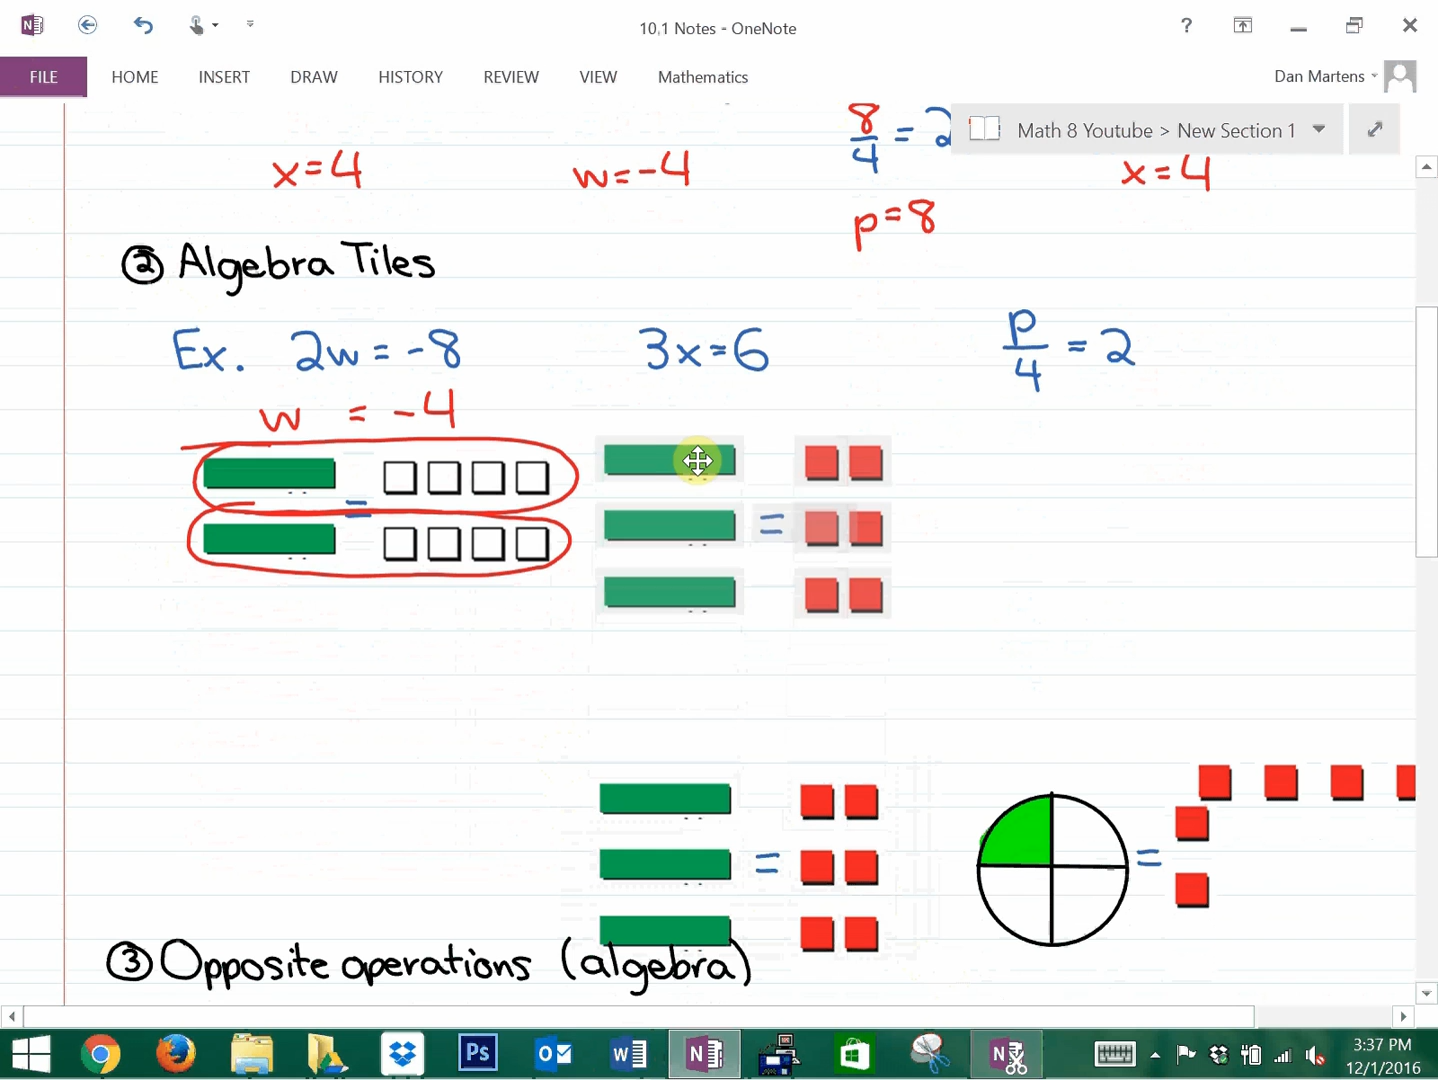 10,1 Notes - OneNote
?
FILE HOME INSERT DRAW HISTORY REVIEW VIEW Mathematics
Dan Martens
Math 8 Youtube > New Section 1
8/4 = 2
x=4
w=-4
p=8
x=4
② Algebra Tiles
Ex. 2w = -8
3x=6
p/4 = 2
w = -4
=
=
=
=
③ Opposite operations (algebra)
Ps
3:37 PM
12/1/2016